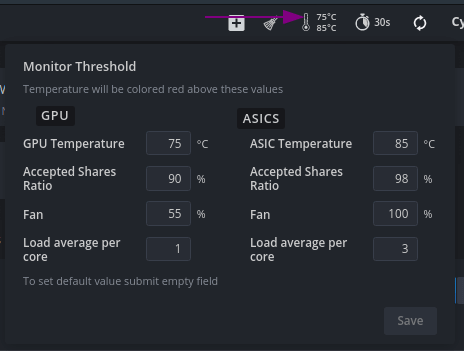 75°C
85°C
30s
Cy
Monitor Threshold
Temperature will be colored red above these values
GPU
ASICS
GPU Temperature 75 °C
ASIC Temperature 85 °C
Accepted Shares
Ratio 90 %
Accepted Shares
Ratio 98 %
Fan 55 %
Fan 100 %
Load average per
core 1
Load average per
core 3
To set default value submit empty field
Save